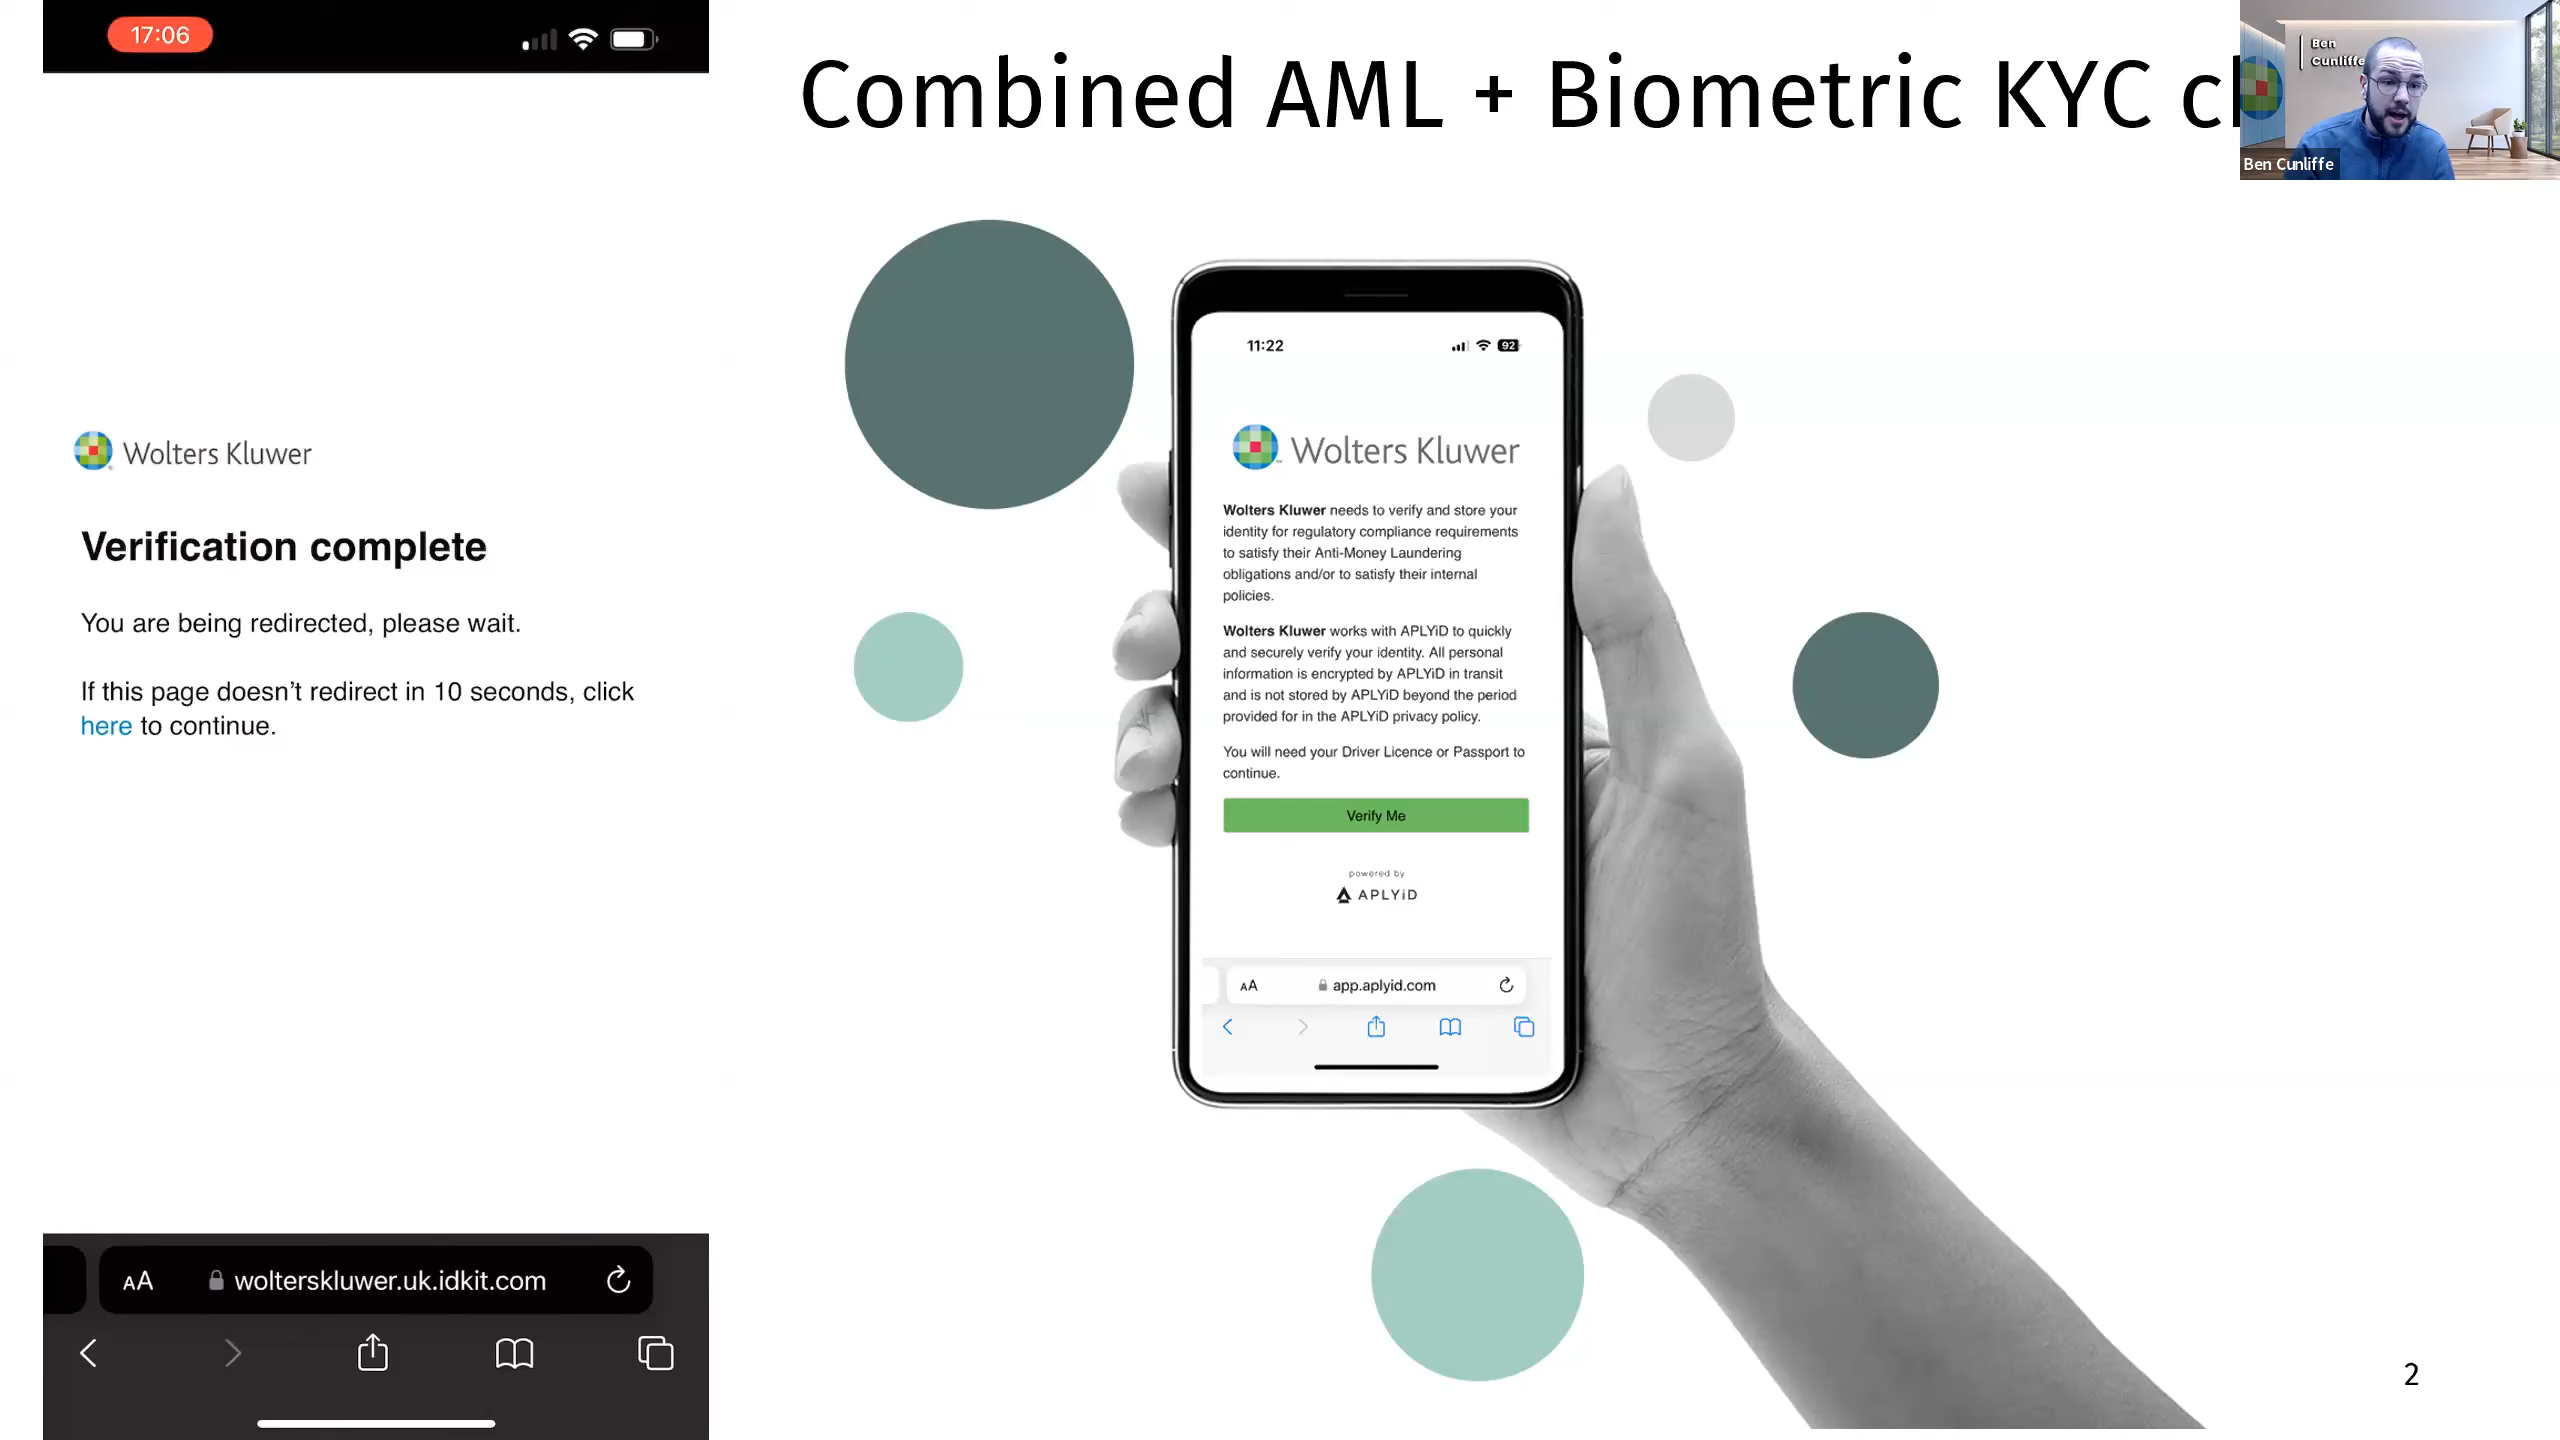 17:06
Wolters Kluwer
Verification complete
You are being redirected, please wait.
If this page doesn’t redirect in 10 seconds, click
here to continue.
AA wolterskluwer.uk.idkit.com
Combined AML + Biometric KYC
Ben
Cunliffe
Ben Cunliffe
11:22
92
Wolters Kluwer
Wolters Kluwer needs to verify and store your
identity for regulatory compliance requirements
to satisfy their Anti-Money Laundering
obligations and/or to satisfy their internal
policies.
Wolters Kluwer works with APLYiD to quickly
and securely verify your identity. All personal
information is encrypted by APLYiD in transit
and is not stored by APLYiD beyond the period
provided for in the APLYiD privacy policy.
You will need your Driver Licence or Passport to
continue.
Verify Me
powered by
APLYiD
AA app.aplyid.com
2